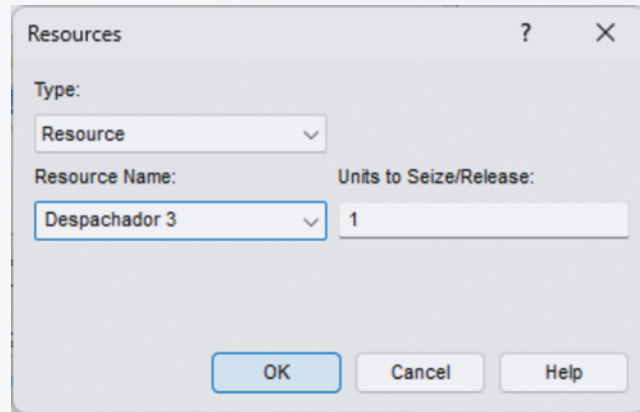 Resources ?
Type:
Resource
Resource Name: Units to Seize/Release:
Despachador 3 1
OK Cancel Help